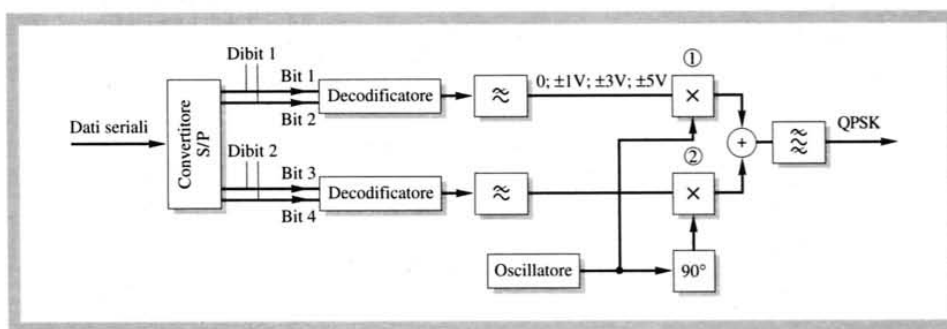 Dati seriali
Convertitore
S/P
Dibit 1
Bit 1
Bit 2
Decodificatore
≈
0; ±1V; ±3V; ±5V
①
×
Dibit 2
Bit 3
Bit 4
Decodificatore
≈
②
×
+
QPSK
Oscillatore
90°